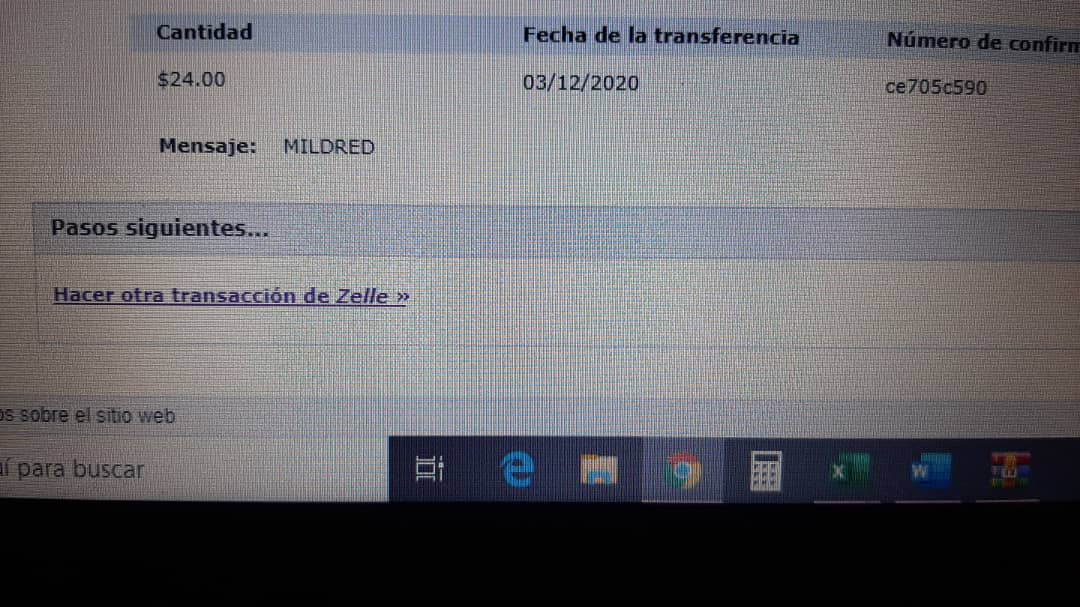 Cantidad Fecha de la transferencia Número de confirm
$24.00 03/12/2020 ce705c590
Mensaje: MILDRED
Pasos siguientes...
Hacer otra transacción de Zelle »
os sobre el sitio web
uí para buscar